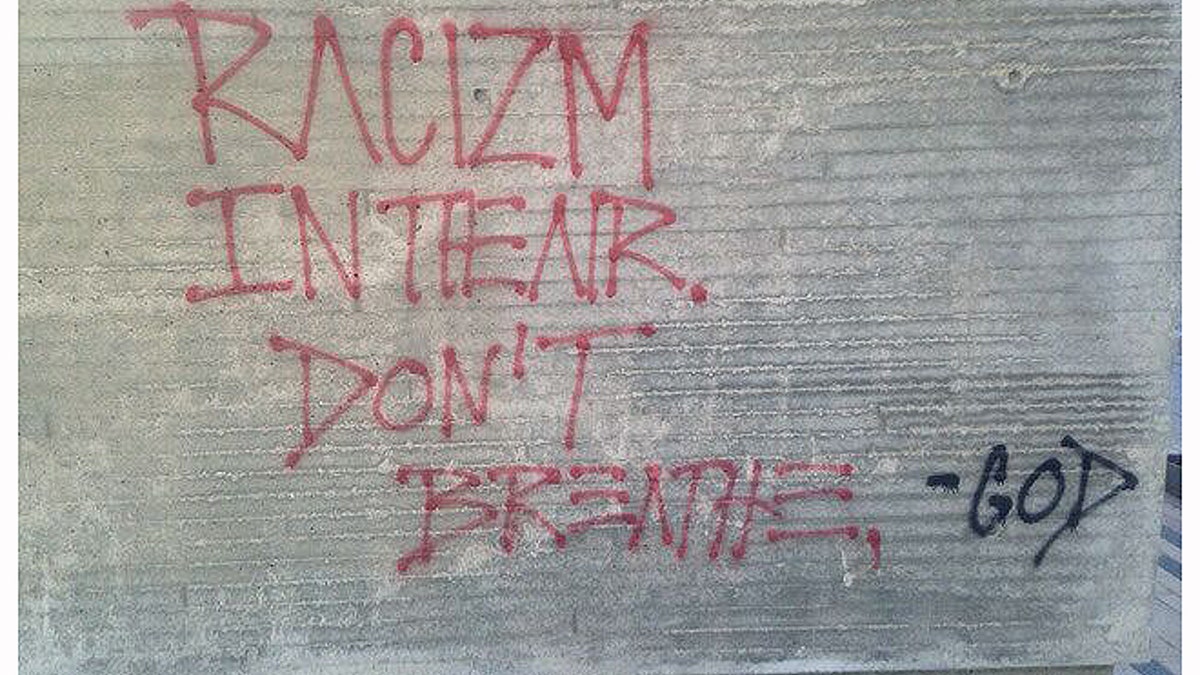 RACIZM
IN THE AIR.
DON'T
BREATHE, -GOD